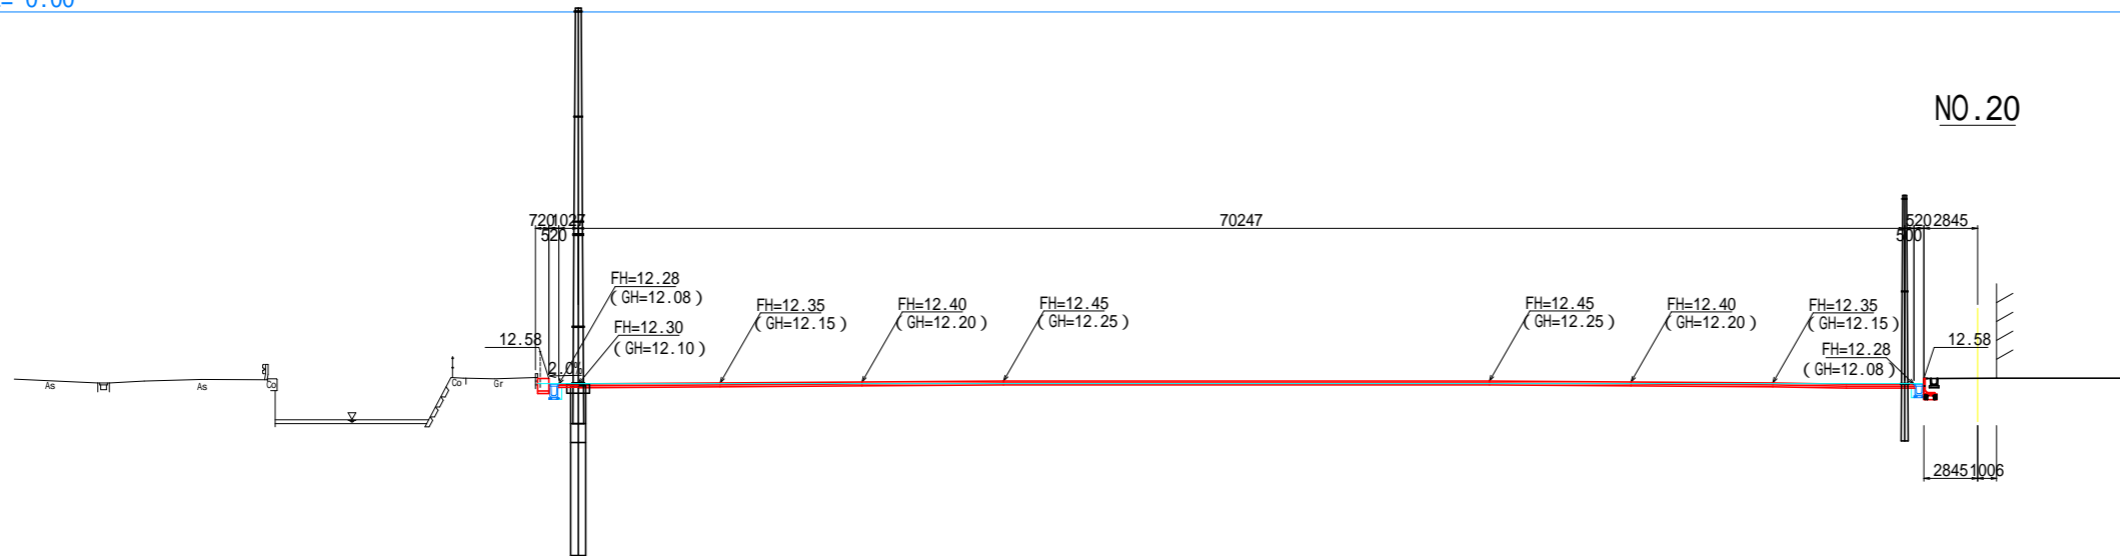 NO.20
720
1027
70247
520
2845
520
500
FH=12.28
(GH=12.08)
FH=12.30
(GH=12.10)
FH=12.35
(GH=12.15)
FH=12.40
(GH=12.20)
FH=12.45
(GH=12.25)
FH=12.45
(GH=12.25)
FH=12.40
(GH=12.20)
FH=12.35
(GH=12.15)
FH=12.28
(GH=12.08)
12.58
12.58
2.0%
As
As
Co
Co
Gr
2845
1006